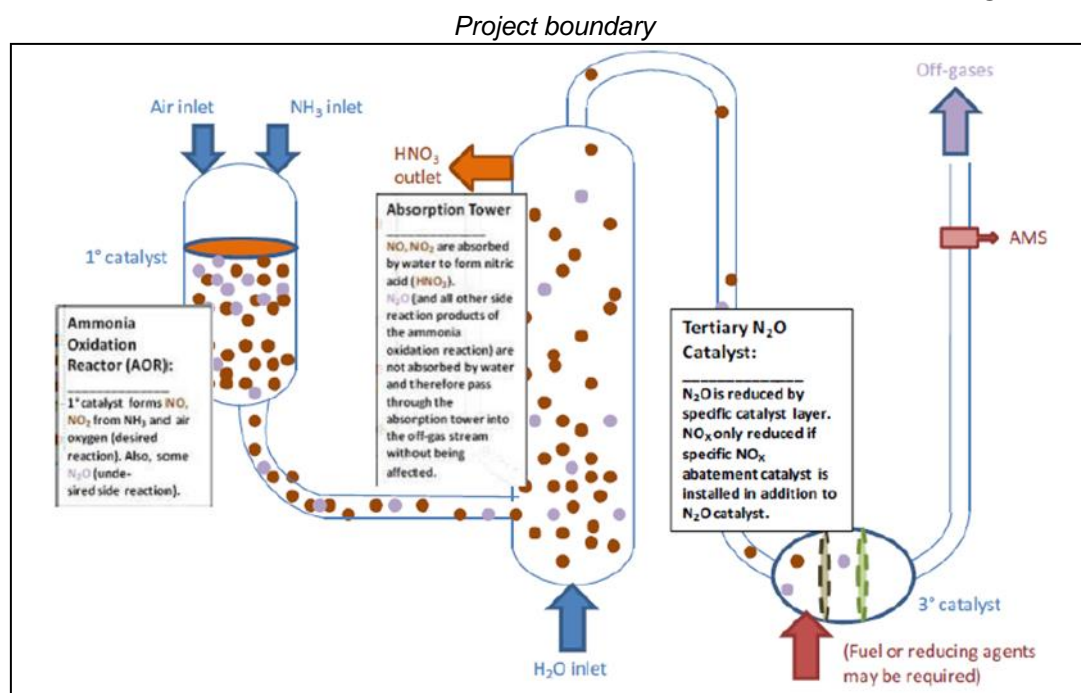 Project boundary
Air inlet
NH₃ inlet
Off-gases
HNO₃
outlet
1° catalyst
AMS
Ammonia
Oxidation
Reactor (AOR):
______________
1° catalyst forms NO,
NO₂ from NH₃ and air
oxygen (desired
reaction). Also, some
N₂O (unde-
sired side reaction).
Absorption Tower
______________
NO, NO₂ are absorbed
by water to form nitric
acid (HNO₃).
N₂O (and all other side
reaction products of
the ammonia
oxidation reaction) are
not absorbed by water
and therefore pass
through the
absorption tower into
the off-gas stream
without being
affected.
Tertiary N₂O
Catalyst:
______________
N₂O is reduced by
specific catalyst layer.
NOₓ only reduced if
specific NOₓ
abatement catalyst is
installed in addition to
N₂O catalyst.
3° catalyst
H₂O inlet
(Fuel or reducing agents
may be required)